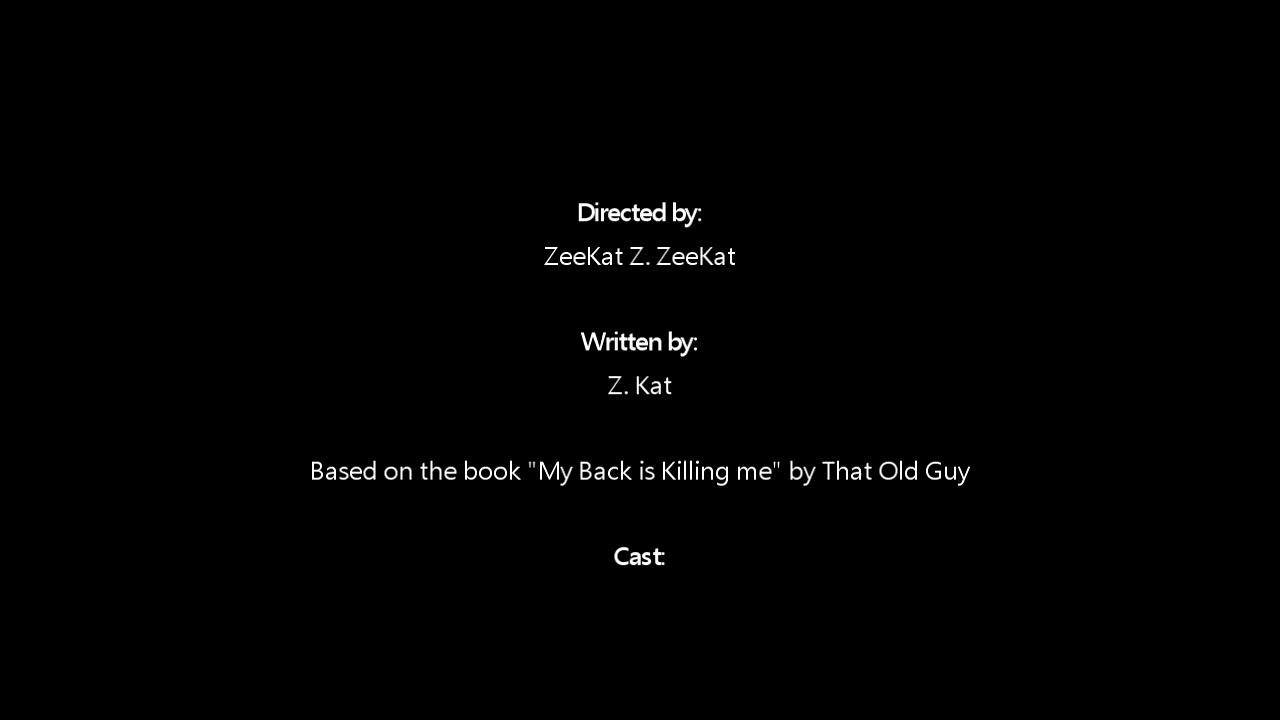 Directed by:
ZeeKat Z. ZeeKat
Written by:
Z. Kat
Based on the book "My Back is Killing me" by That Old Guy
Cast: